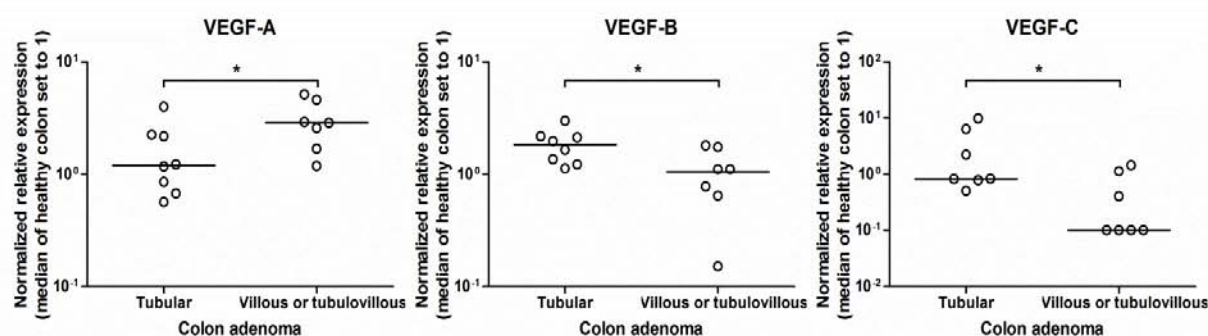 VEGF-A
Normalized relative expression
(median of healthy colon set to 1)
10¹
10⁰
10⁻¹
*
Tubular
Villous or tubulovillous
Colon adenoma
VEGF-B
Normalized relative expression
(median of healthy colon set to 1)
10¹
10⁰
10⁻¹
*
Tubular
Villous or tubulovillous
Colon adenoma
VEGF-C
Normalized relative expression
(median of healthy colon set to 1)
10²
10¹
10⁰
10⁻¹
10⁻²
*
Tubular
Villous or tubulovillous
Colon adenoma